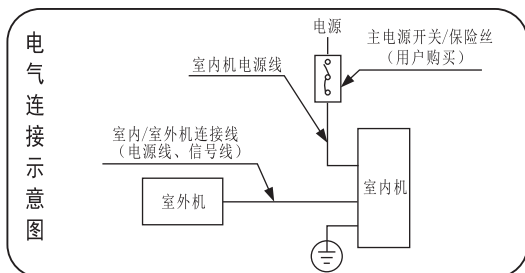 电气连接示意图
电源
主电源开关/保险丝
（用户购买）
室内机电源线
室内/室外机连接线
（电源线、信号线）
室外机
室内机